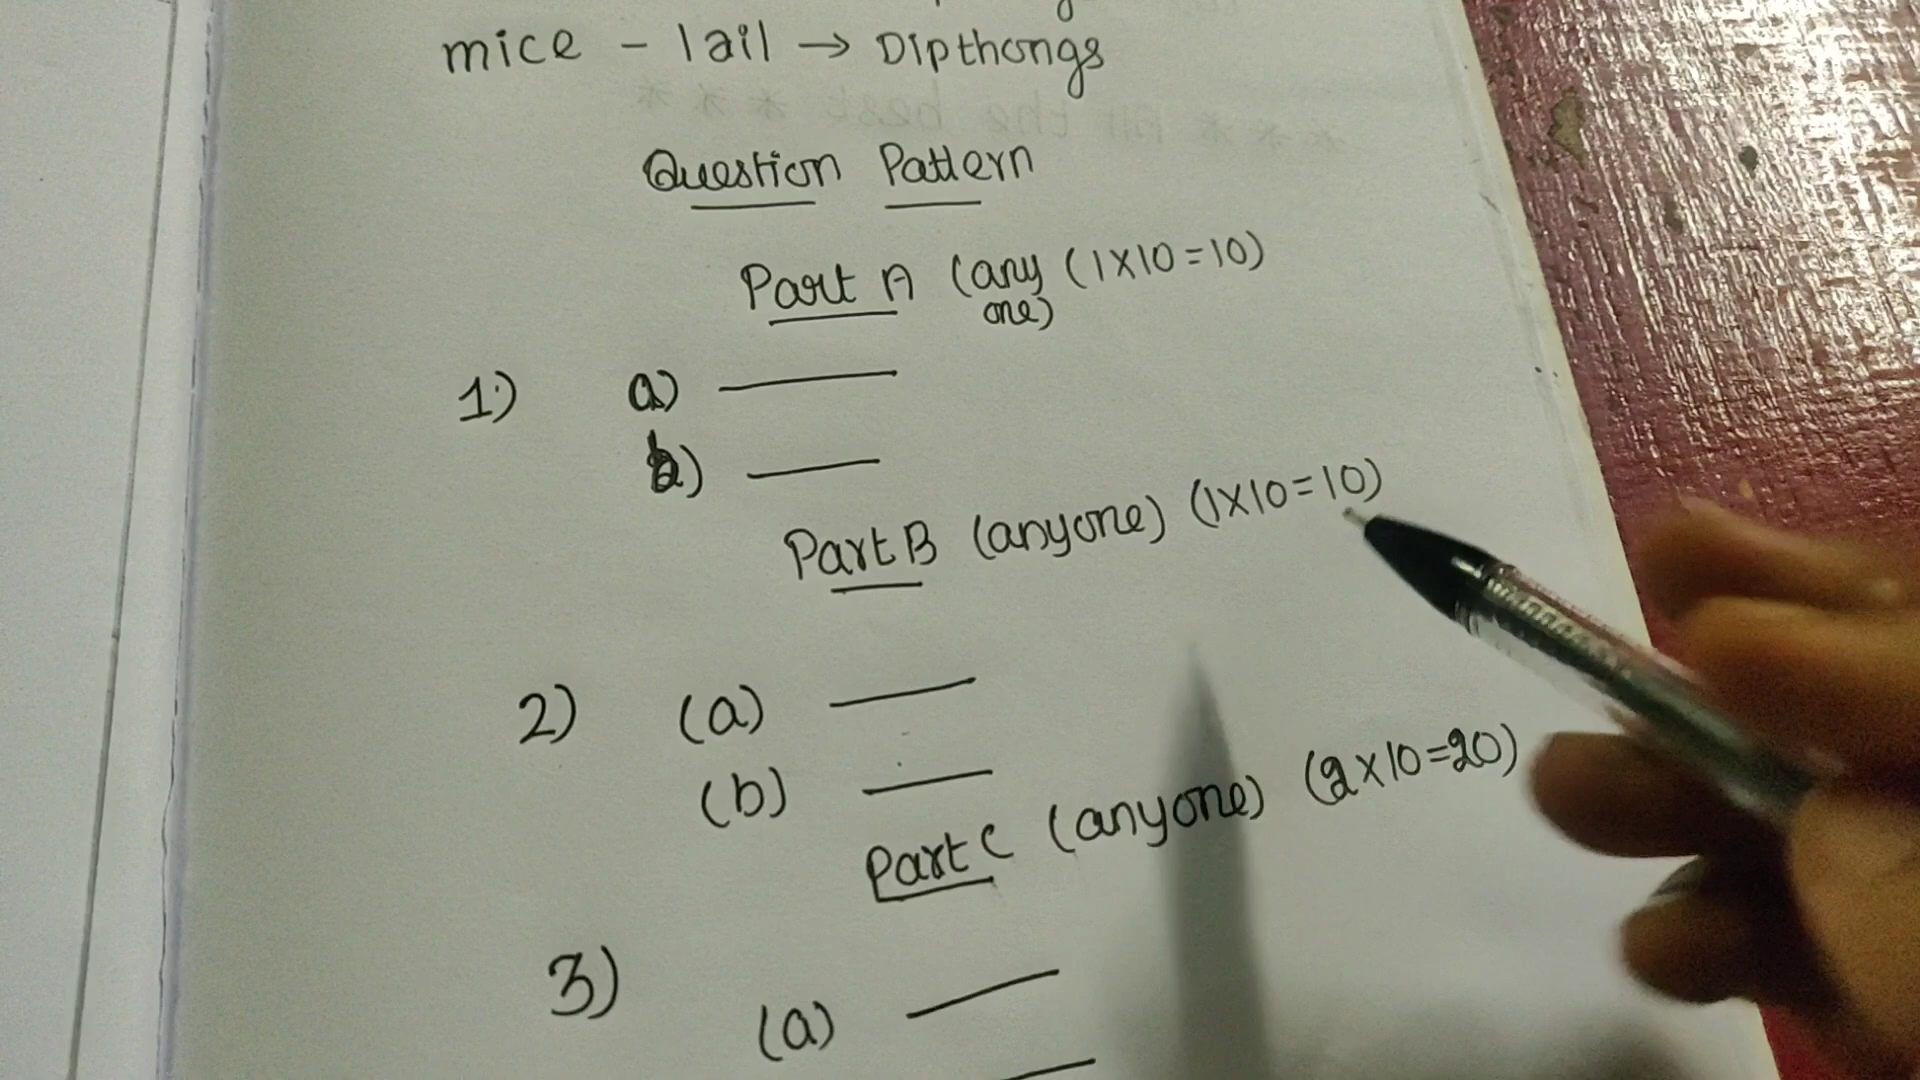 mice - lail → Dipthongs
Question Pattern
Part A (any one) (1X10=10)
1) a)
b)
Part B (anyone) (1X10=10)
2) (a)
(b)
Part C (anyone) (2X10=20)
3)
(a)